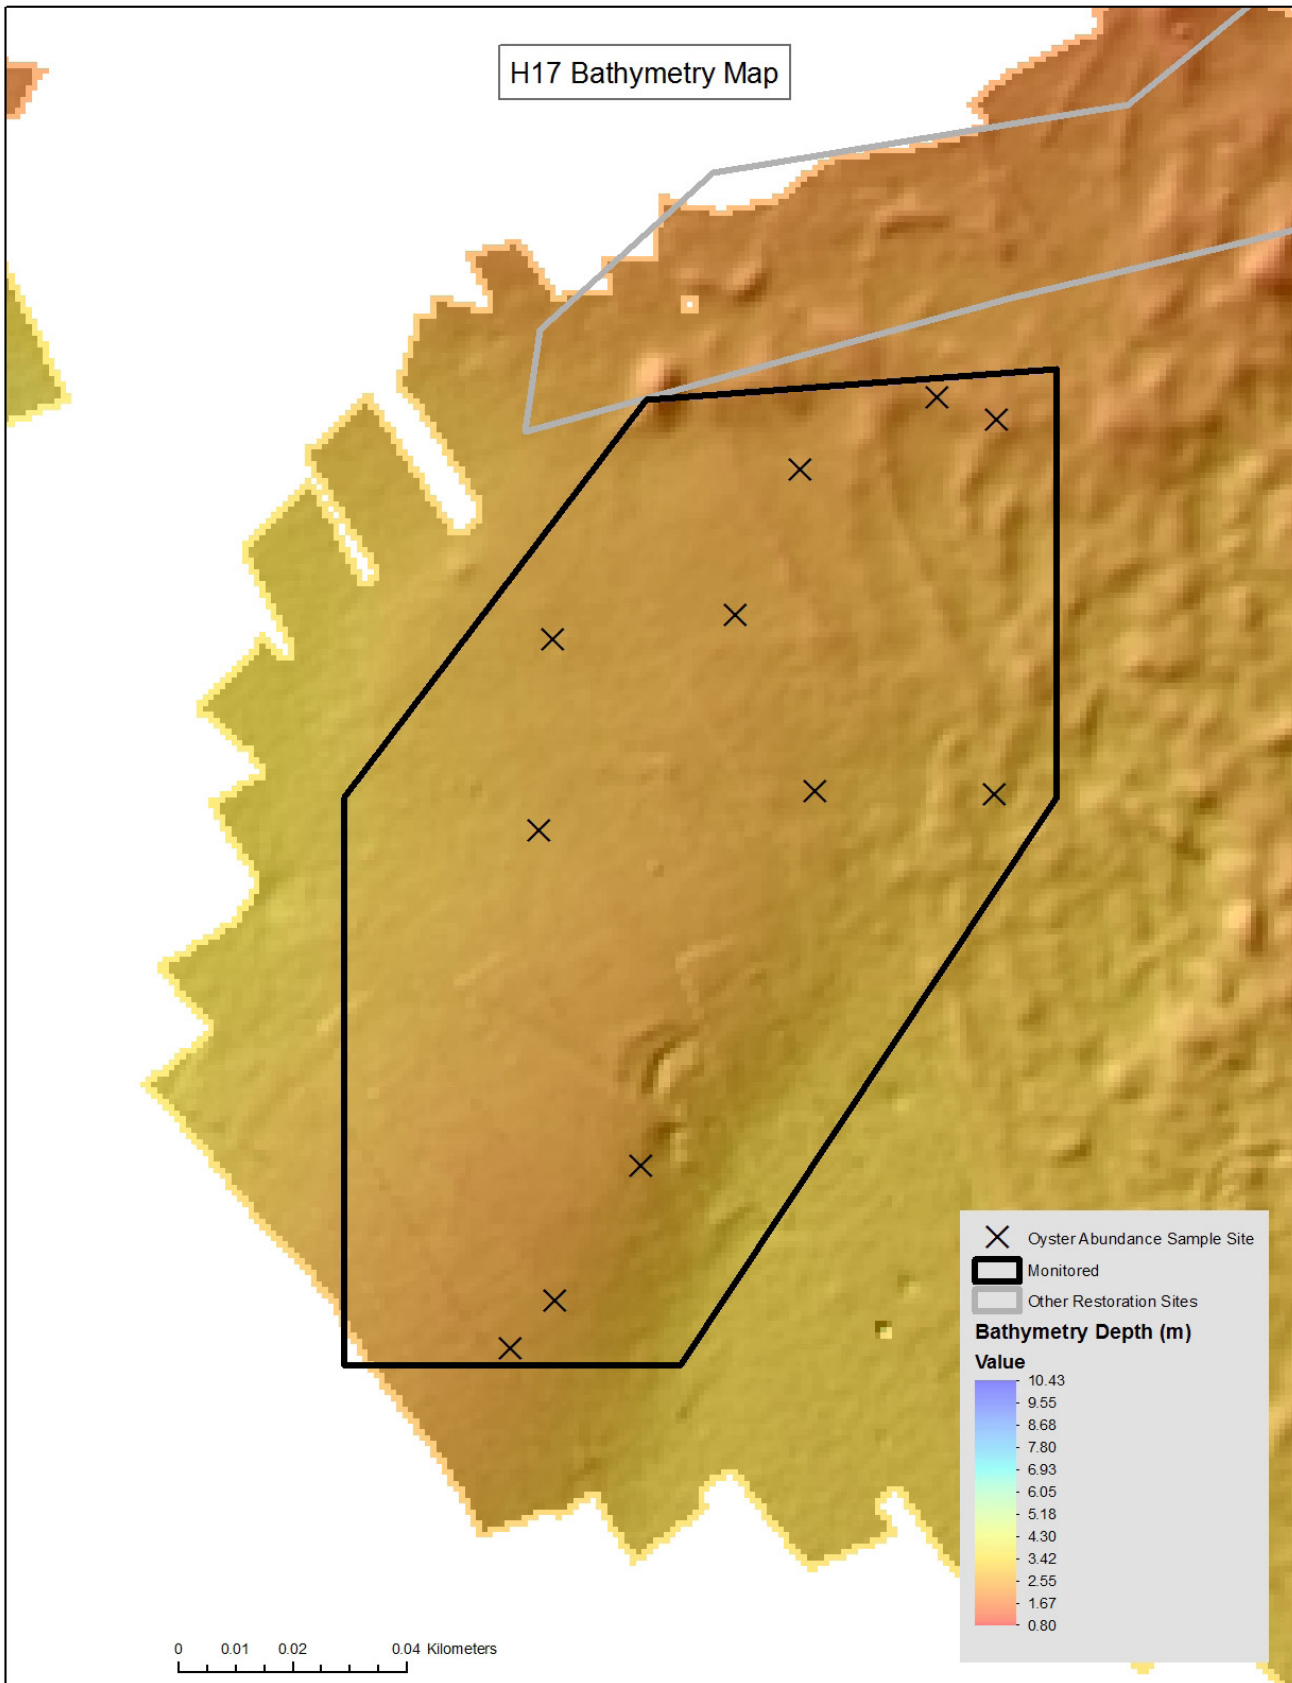 H17 Bathymetry Map
Oyster Abundance Sample Site
Monitored
Other Restoration Sites
Bathymetry Depth (m)
Value
10.43
9.55
8.68
7.80
6.93
6.05
5.18
4.30
3.42
2.55
1.67
0.80
0 0.01 0.02 0.04 Kilometers